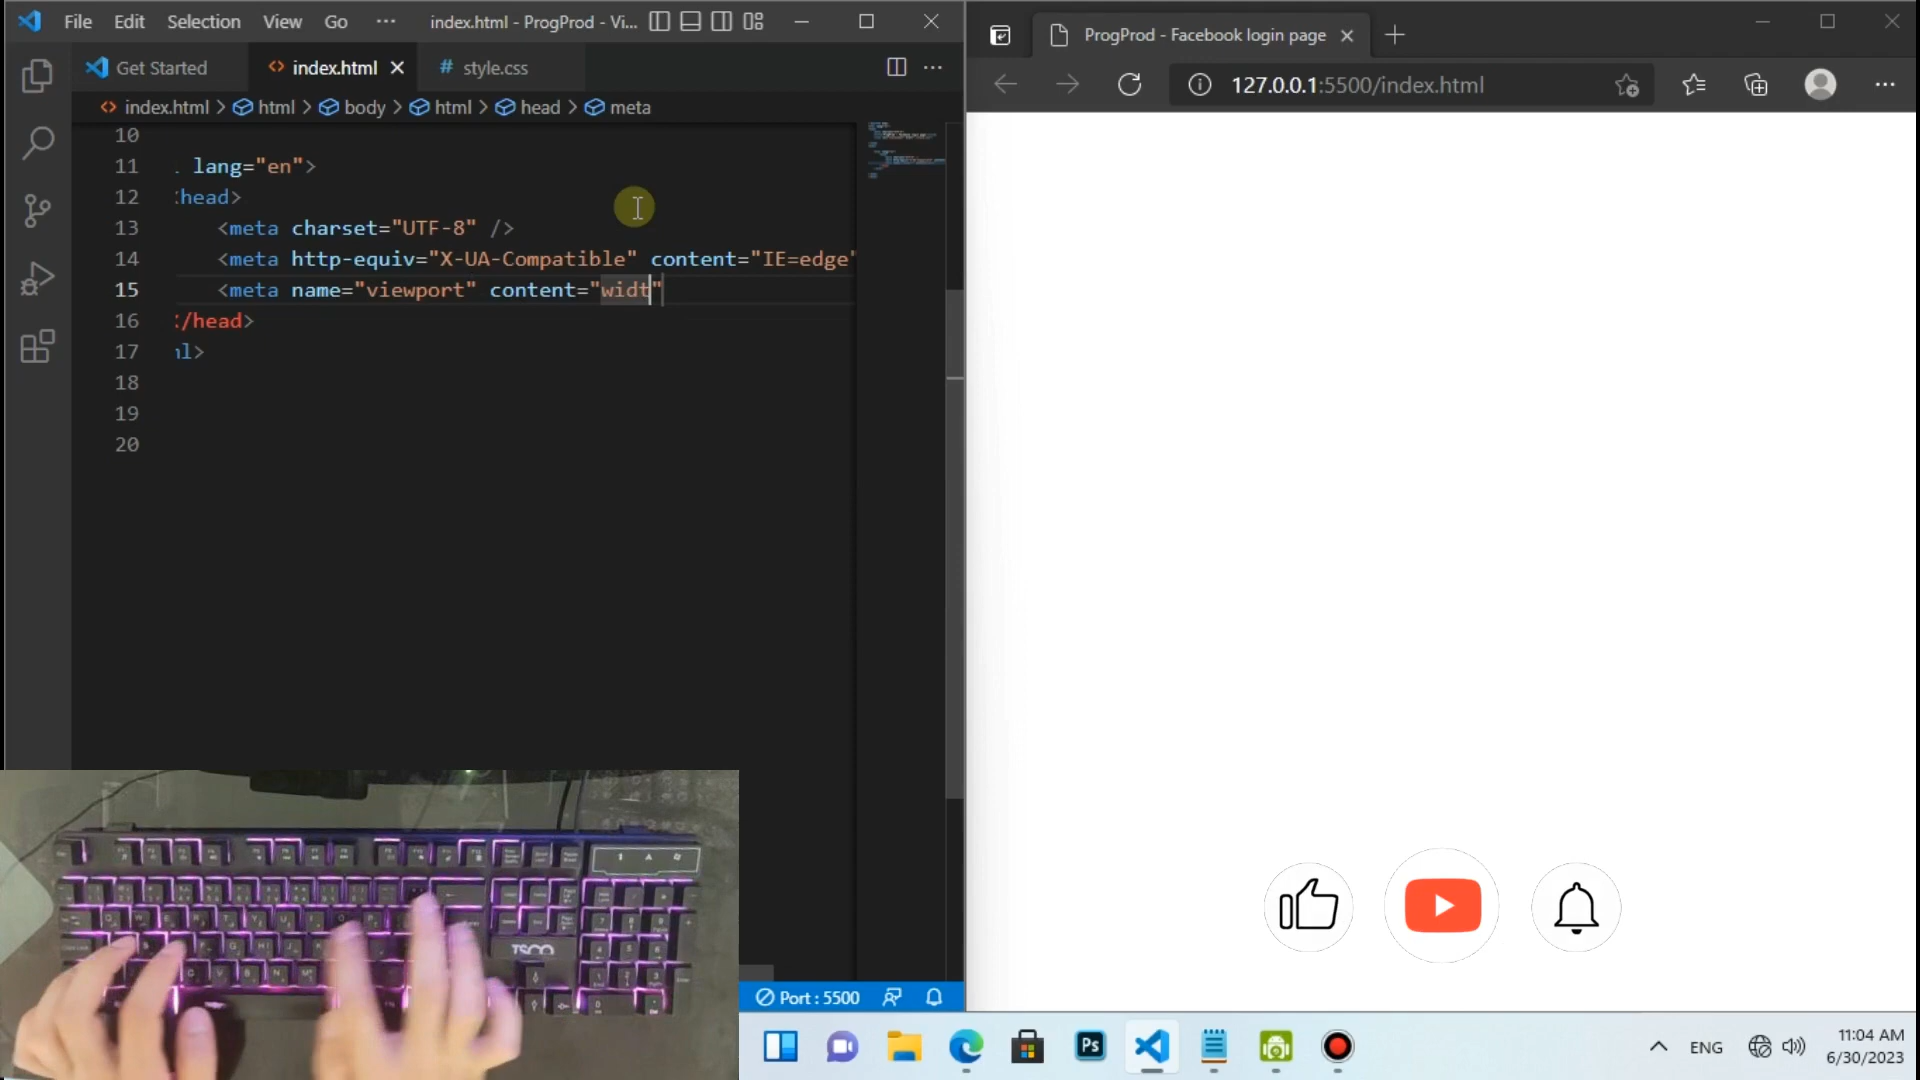 File Edit Selection View Go ··· index.html - ProgProd - Vi...
Get Started index.html style.css
index.html > html > body > html > head > meta
10
11 lang="en">
12 head>
13 <meta charset="UTF-8" />
14 <meta http-equiv="X-UA-Compatible" content="IE=edge"
15 <meta name="viewport" content="widt"
16 /head>
17 nl>
18
19
20
Port : 5500
ProgProd - Facebook login page
127.0.0.1:5500/index.html
TSCO
Ps
ENG
11:04 AM
6/30/2023